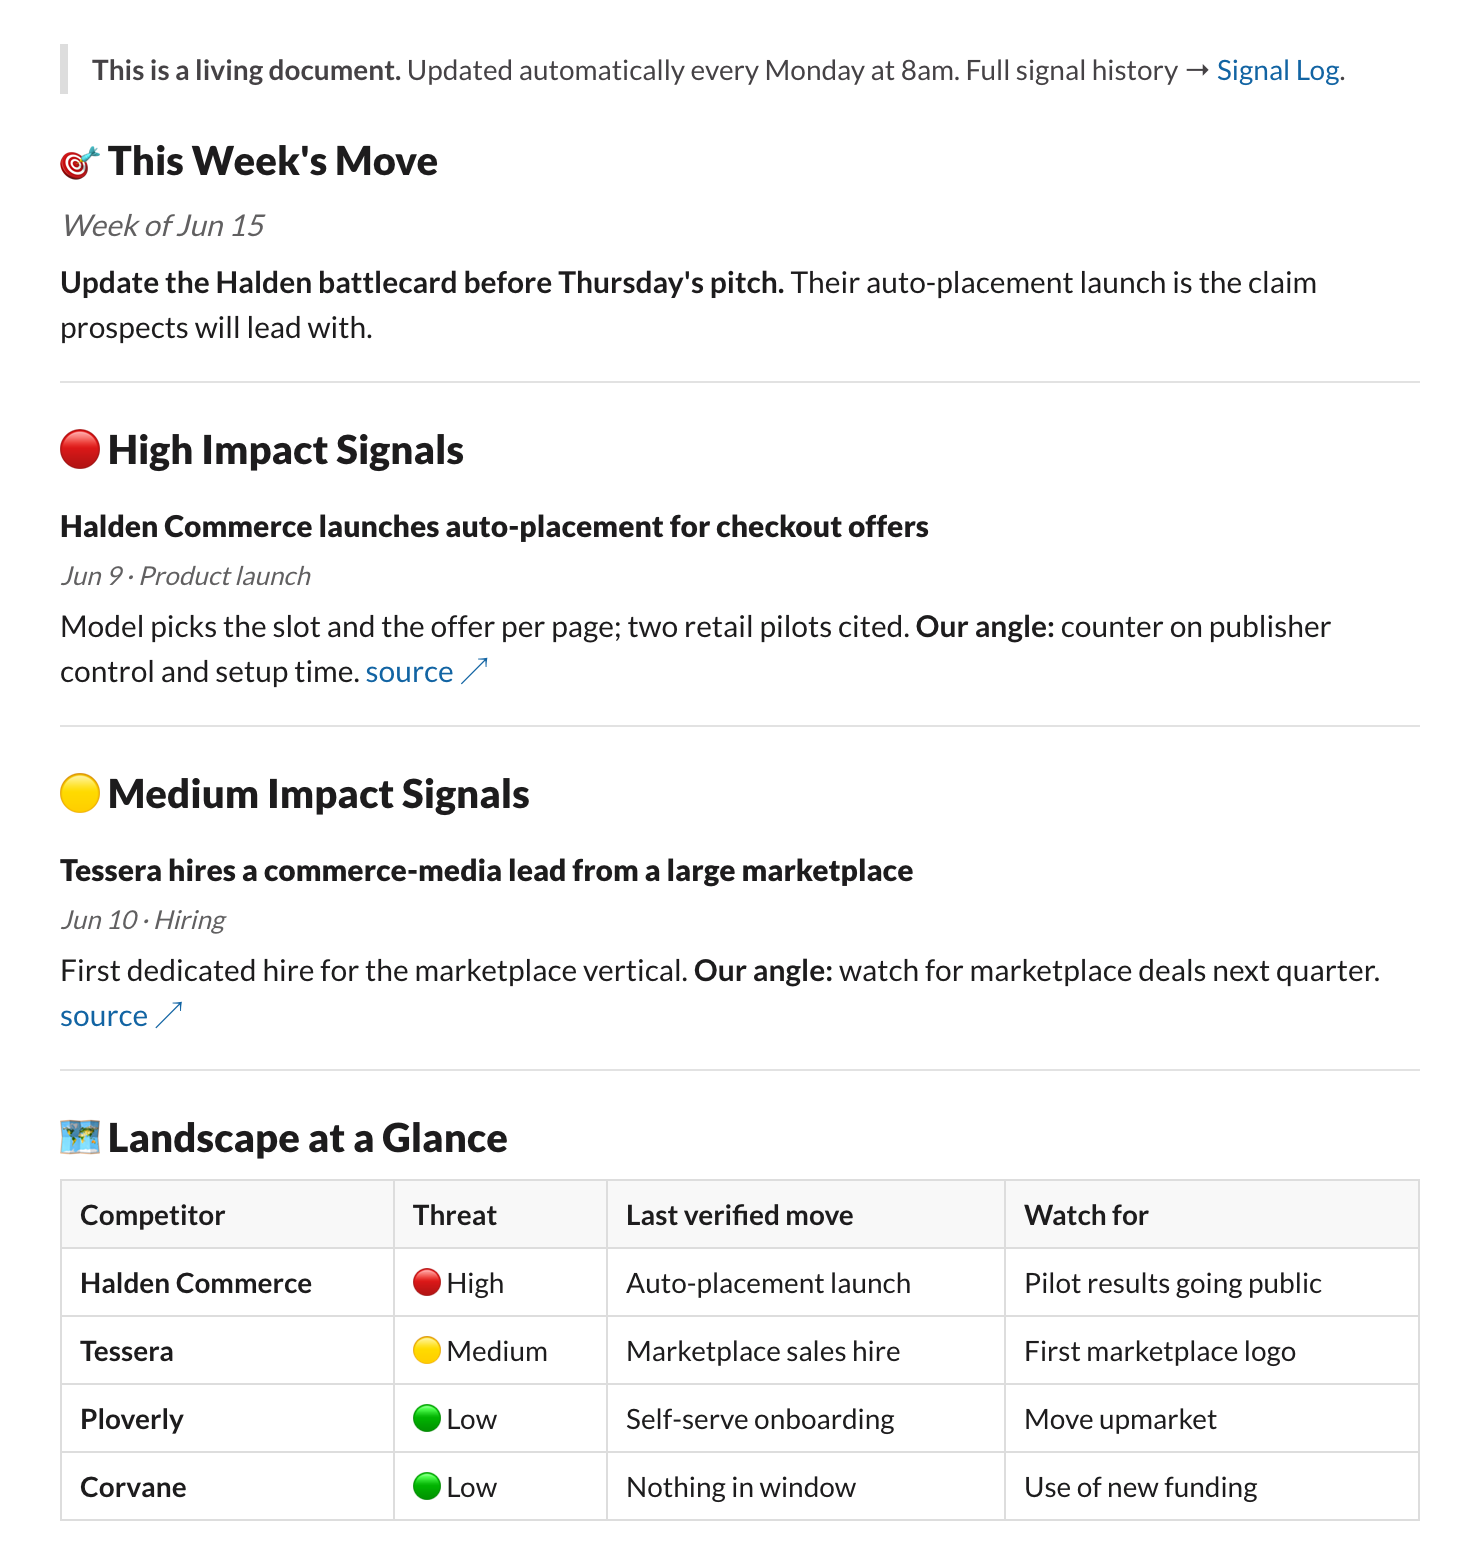 This is a living document. Updated automatically every Monday at 8am. Full signal history → Signal Log.
🎯 This Week's Move
Week of Jun 15
Update the Halden battlecard before Thursday's pitch. Their auto-placement launch is the claim
prospects will lead with.
🔴 High Impact Signals
Halden Commerce launches auto-placement for checkout offers
Jun 9 · Product launch
Model picks the slot and the offer per page; two retail pilots cited. Our angle: counter on publisher
control and setup time. source ↗
🟡 Medium Impact Signals
Tessera hires a commerce-media lead from a large marketplace
Jun 10 · Hiring
First dedicated hire for the marketplace vertical. Our angle: watch for marketplace deals next quarter.
source ↗
🗺️ Landscape at a Glance
Competitor Threat Last verified move Watch for
Halden Commerce 🔴 High Auto-placement launch Pilot results going public
Tessera 🟡 Medium Marketplace sales hire First marketplace logo
Ploverly 🟢 Low Self-serve onboarding Move upmarket
Corvane 🟢 Low Nothing in window Use of new funding